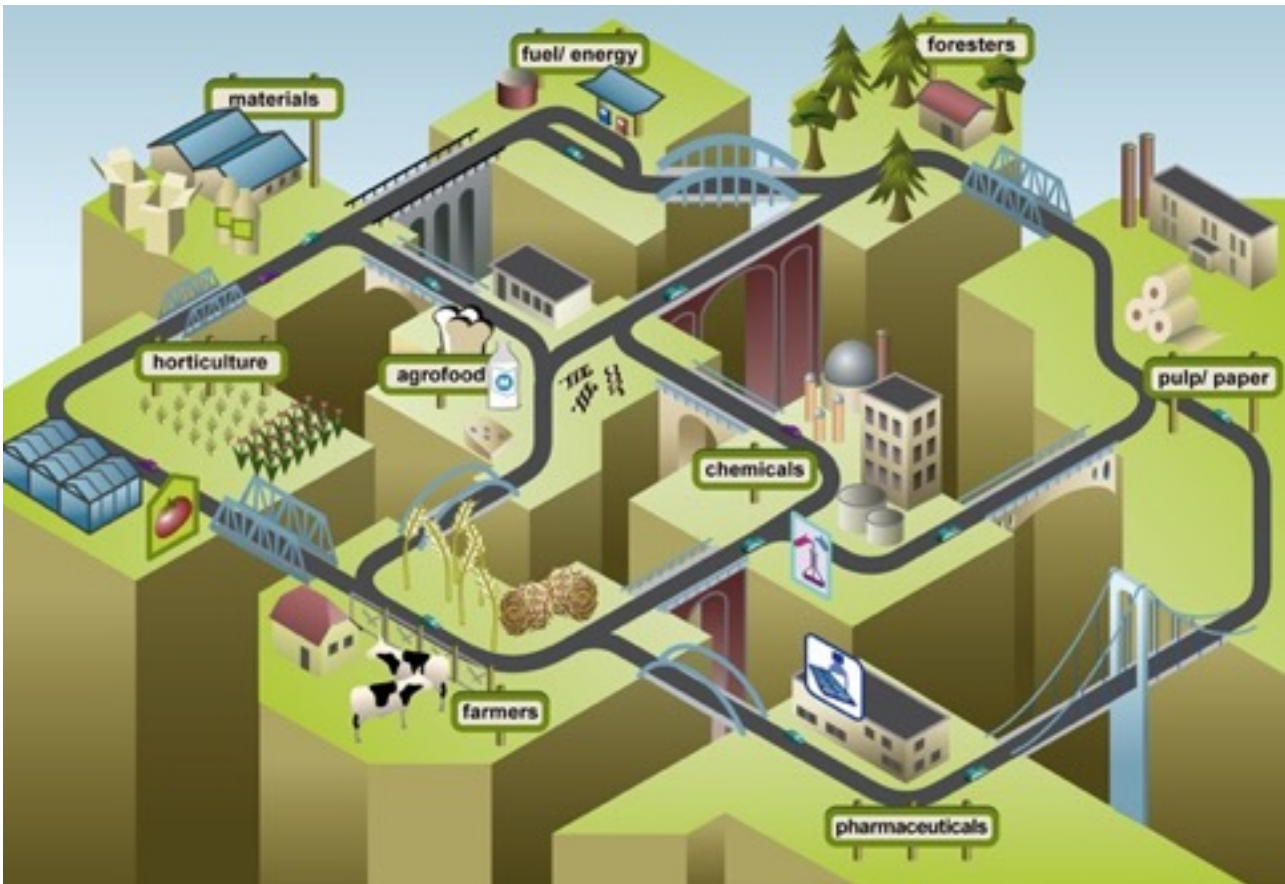 fuel/ energy
foresters
materials
horticulture
agrofood
pulp/ paper
chemicals
farmers
pharmaceuticals